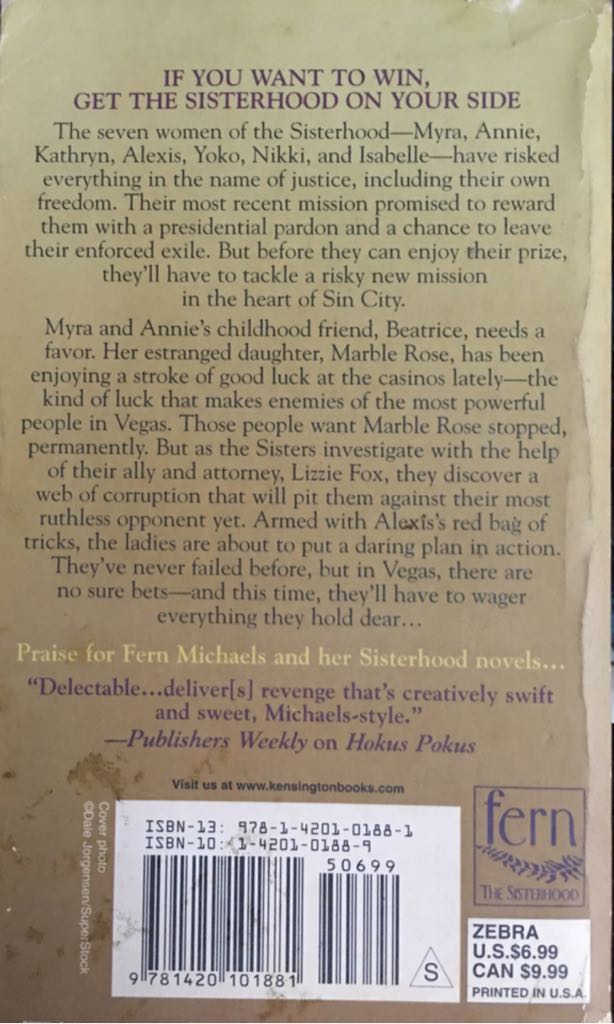 IF YOU WANT TO WIN,
GET THE SISTERHOOD ON YOUR SIDE
The seven women of the Sisterhood—Myra, Annie,
Kathryn, Alexis, Yoko, Nikki, and Isabelle—have risked
everything in the name of justice, including their own
freedom. Their most recent mission promised to reward
them with a presidential pardon and a chance to leave
their enforced exile. But before they can enjoy their prize,
they'll have to tackle a risky new mission
in the heart of Sin City.
Myra and Annie's childhood friend, Beatrice, needs a
favor. Her estranged daughter, Marble Rose, has been
enjoying a stroke of good luck at the casinos lately—the
kind of luck that makes enemies of the most powerful
people in Vegas. Those people want Marble Rose stopped,
permanently. But as the Sisters investigate with the help
of their ally and attorney, Lizzie Fox, they discover a
web of corruption that will pit them against their most
ruthless opponent yet. Armed with Alexis's red bag of
tricks, the ladies are about to put a daring plan in action.
They've never failed before, but in Vegas, there are
no sure bets—and this time, they'll have to wager
everything they hold dear...
Praise for Fern Michaels and her Sisterhood novels...
"Delectable...deliver[s] revenge that's creatively swift
and sweet, Michaels-style."
—Publishers Weekly on Hokus Pokus
Visit us at www.kensingtonbooks.com
Cover photo
©Dale Jorgensen/SuperStock
ISBN-13: 978-1-4201-0188-1
ISBN-10: 1-4201-0188-9
50699
9 781420 101881
S
fern
THE SISTERHOOD
ZEBRA
U.S.$6.99
CAN $9.99
PRINTED IN U.S.A.